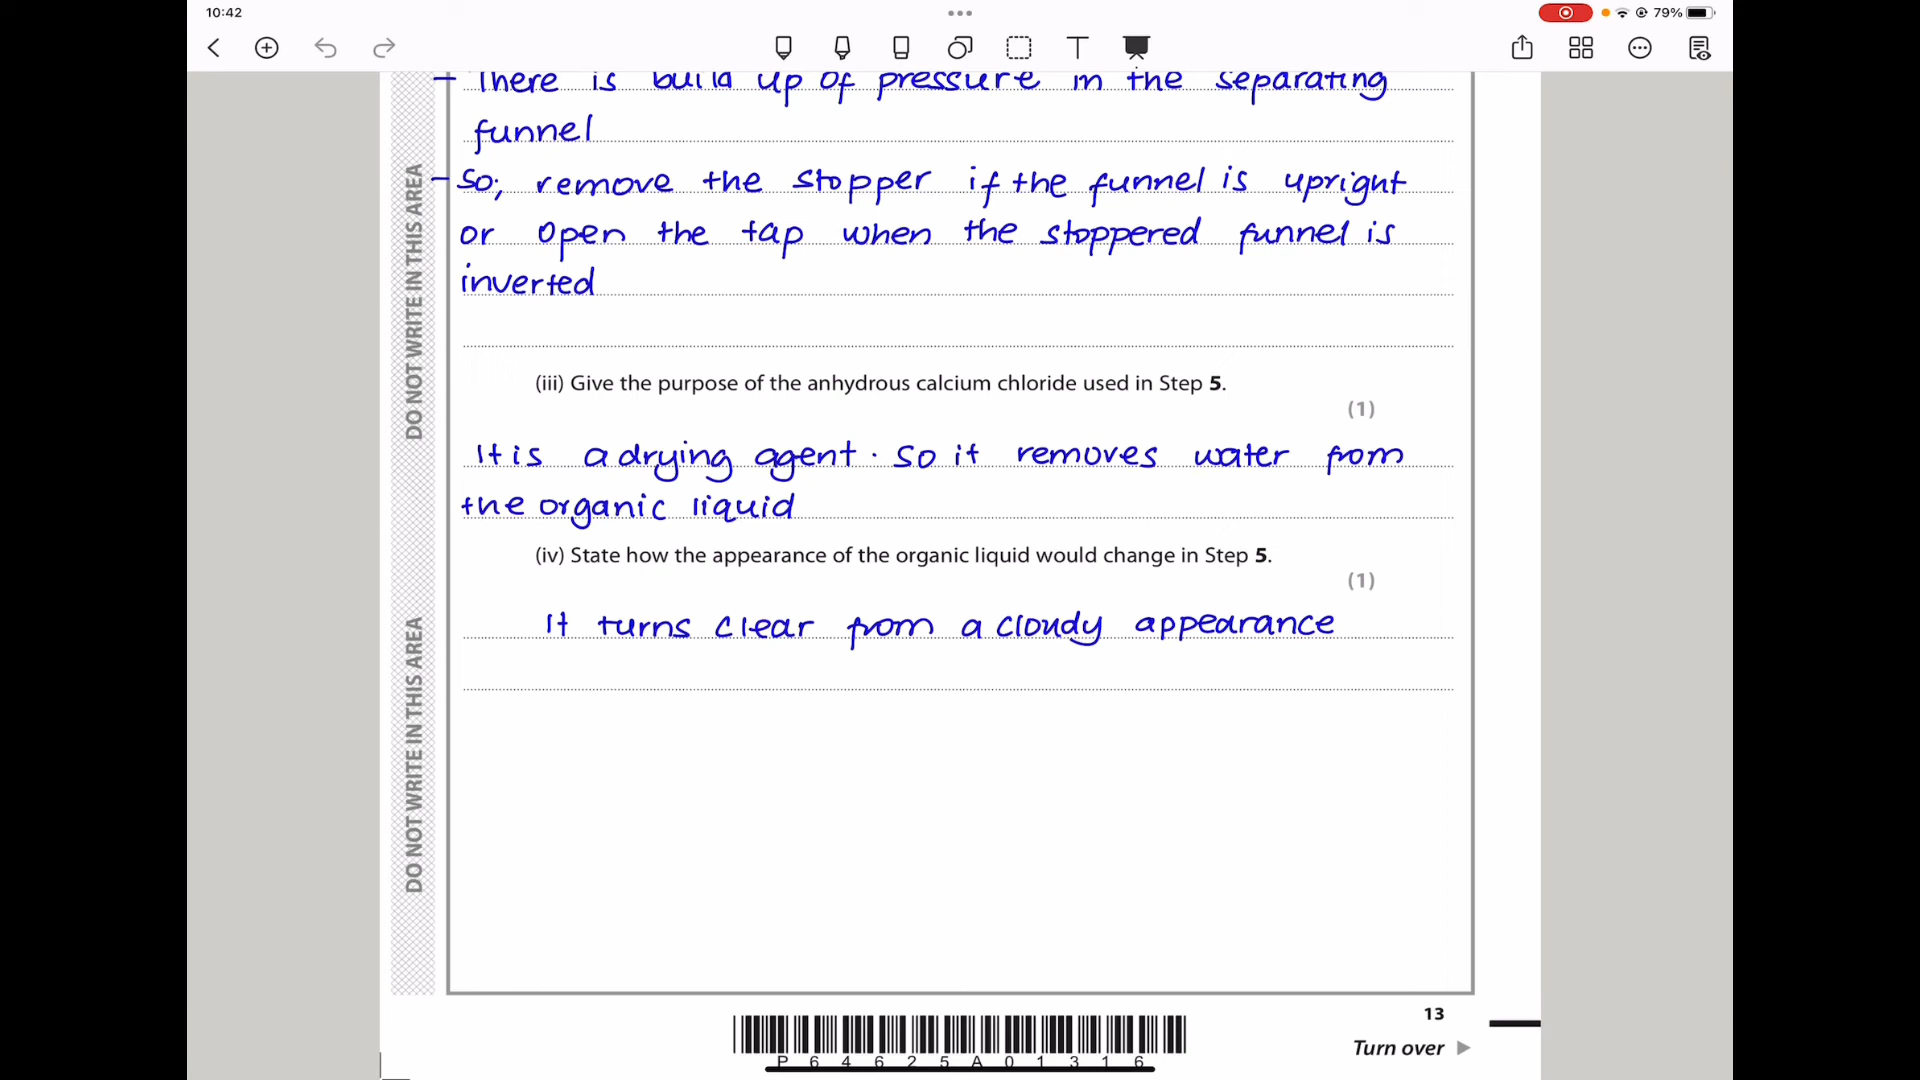 10:42
79%
- There is build up of pressure in the separating
funnel
- So; remove the stopper if the funnel is upright
or open the tap when the stoppered funnel is
inverted
(iii) Give the purpose of the anhydrous calcium chloride used in Step 5.
(1)
It is a drying agent. So it removes water from
the organic liquid
(iv) State how the appearance of the organic liquid would change in Step 5.
(1)
It turns clear from a cloudy appearance
DO NOT WRITE IN THIS AREA
DO NOT WRITE IN THIS AREA
13
Turn over
P 6 4 6 2 5 A 0 1 3 1 6